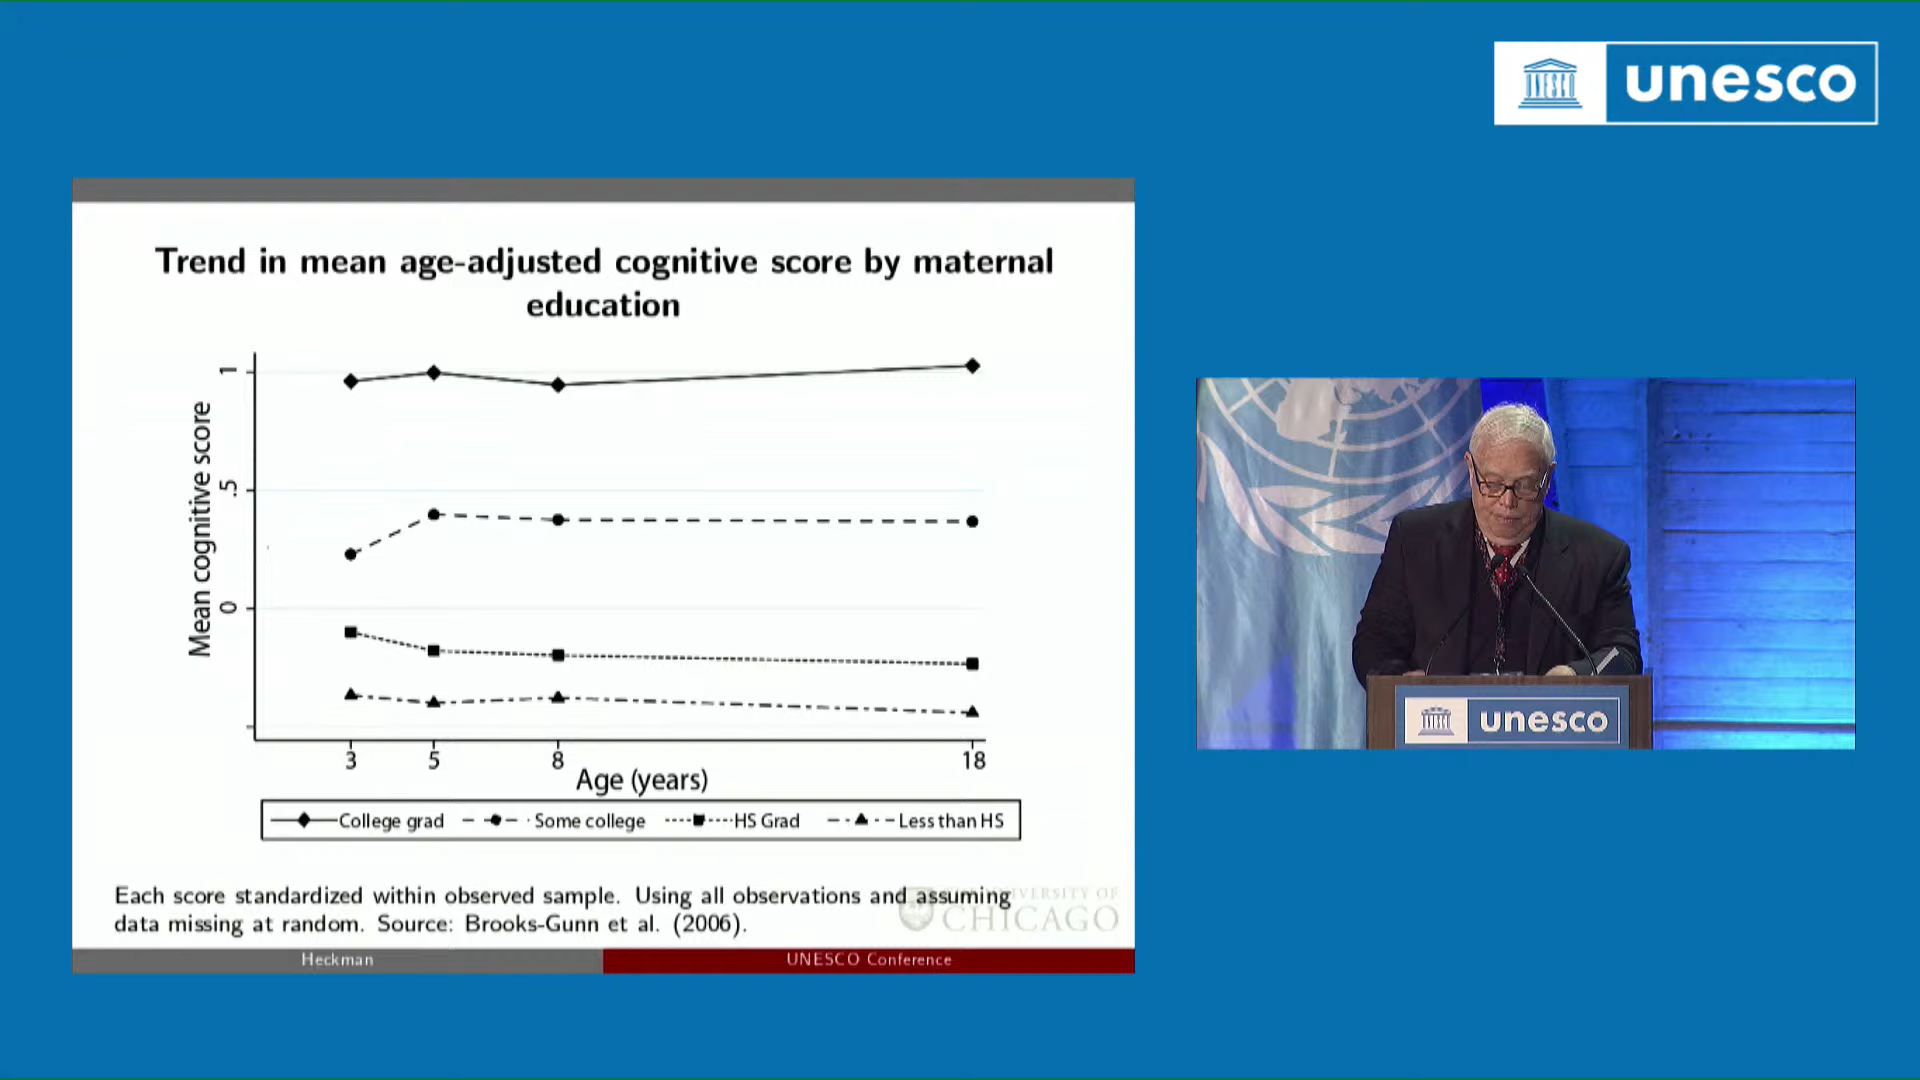 UNESCO
unesco
Trend in mean age-adjusted cognitive score by maternal
education
Mean cognitive score
1
.5
0
3 5 8 18
Age (years)
College grad Some college HS Grad Less than HS
Each score standardized within observed sample. Using all observations and assuming
data missing at random. Source: Brooks-Gunn et al. (2006).
THE UNIVERSITY OF
CHICAGO
Heckman UNESCO Conference
unesco